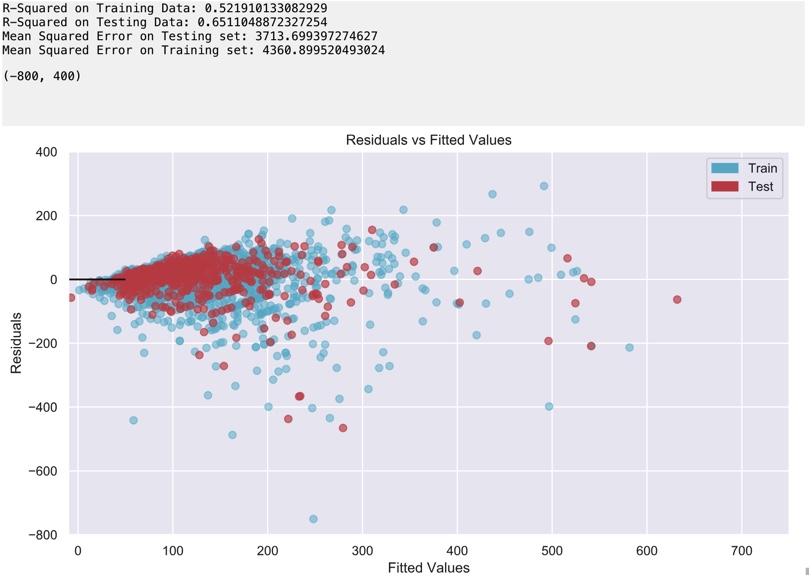 R-Squared on Training Data: 0.521910133082929
R-Squared on Testing Data: 0.6511048872327254
Mean Squared Error on Testing set: 3713.699397274627
Mean Squared Error on Training set: 4360.899520493024
(−800, 400)
Residuals vs Fitted Values
400
200
0
−200
−400
−600
−800
Residuals
Train
Test
0 100 200 300 400 500 600 700
Fitted Values